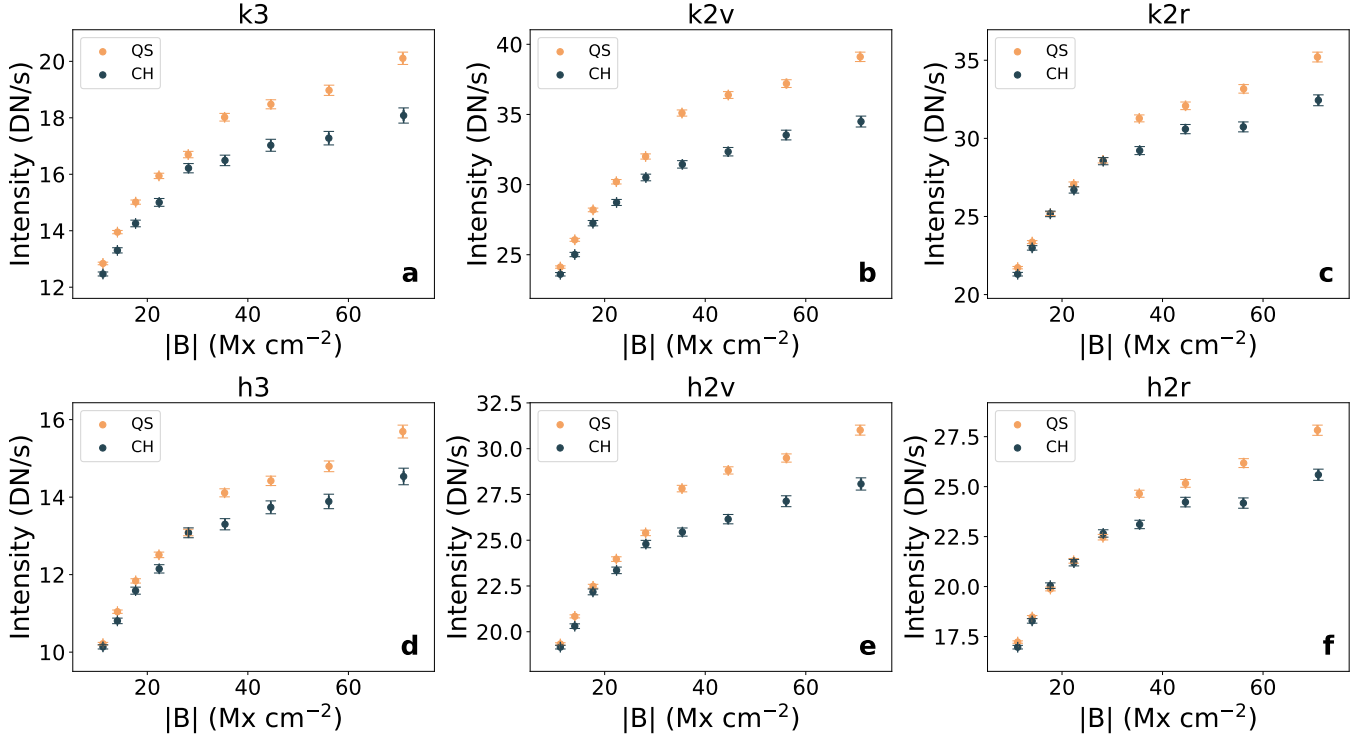 k3
QS
CH
Intensity (DN/s)
20
18
16
14
12
20
40
60
|B| (Mx cm⁻²)
a
k2v
QS
CH
Intensity (DN/s)
40
35
30
25
20
40
60
|B| (Mx cm⁻²)
b
k2r
QS
CH
Intensity (DN/s)
35
30
25
20
20
40
60
|B| (Mx cm⁻²)
c
h3
QS
CH
Intensity (DN/s)
16
14
12
10
20
40
60
|B| (Mx cm⁻²)
d
h2v
QS
CH
Intensity (DN/s)
32.5
30.0
27.5
25.0
22.5
20.0
20
40
60
|B| (Mx cm⁻²)
e
h2r
QS
CH
Intensity (DN/s)
27.5
25.0
22.5
20.0
17.5
20
40
60
|B| (Mx cm⁻²)
f